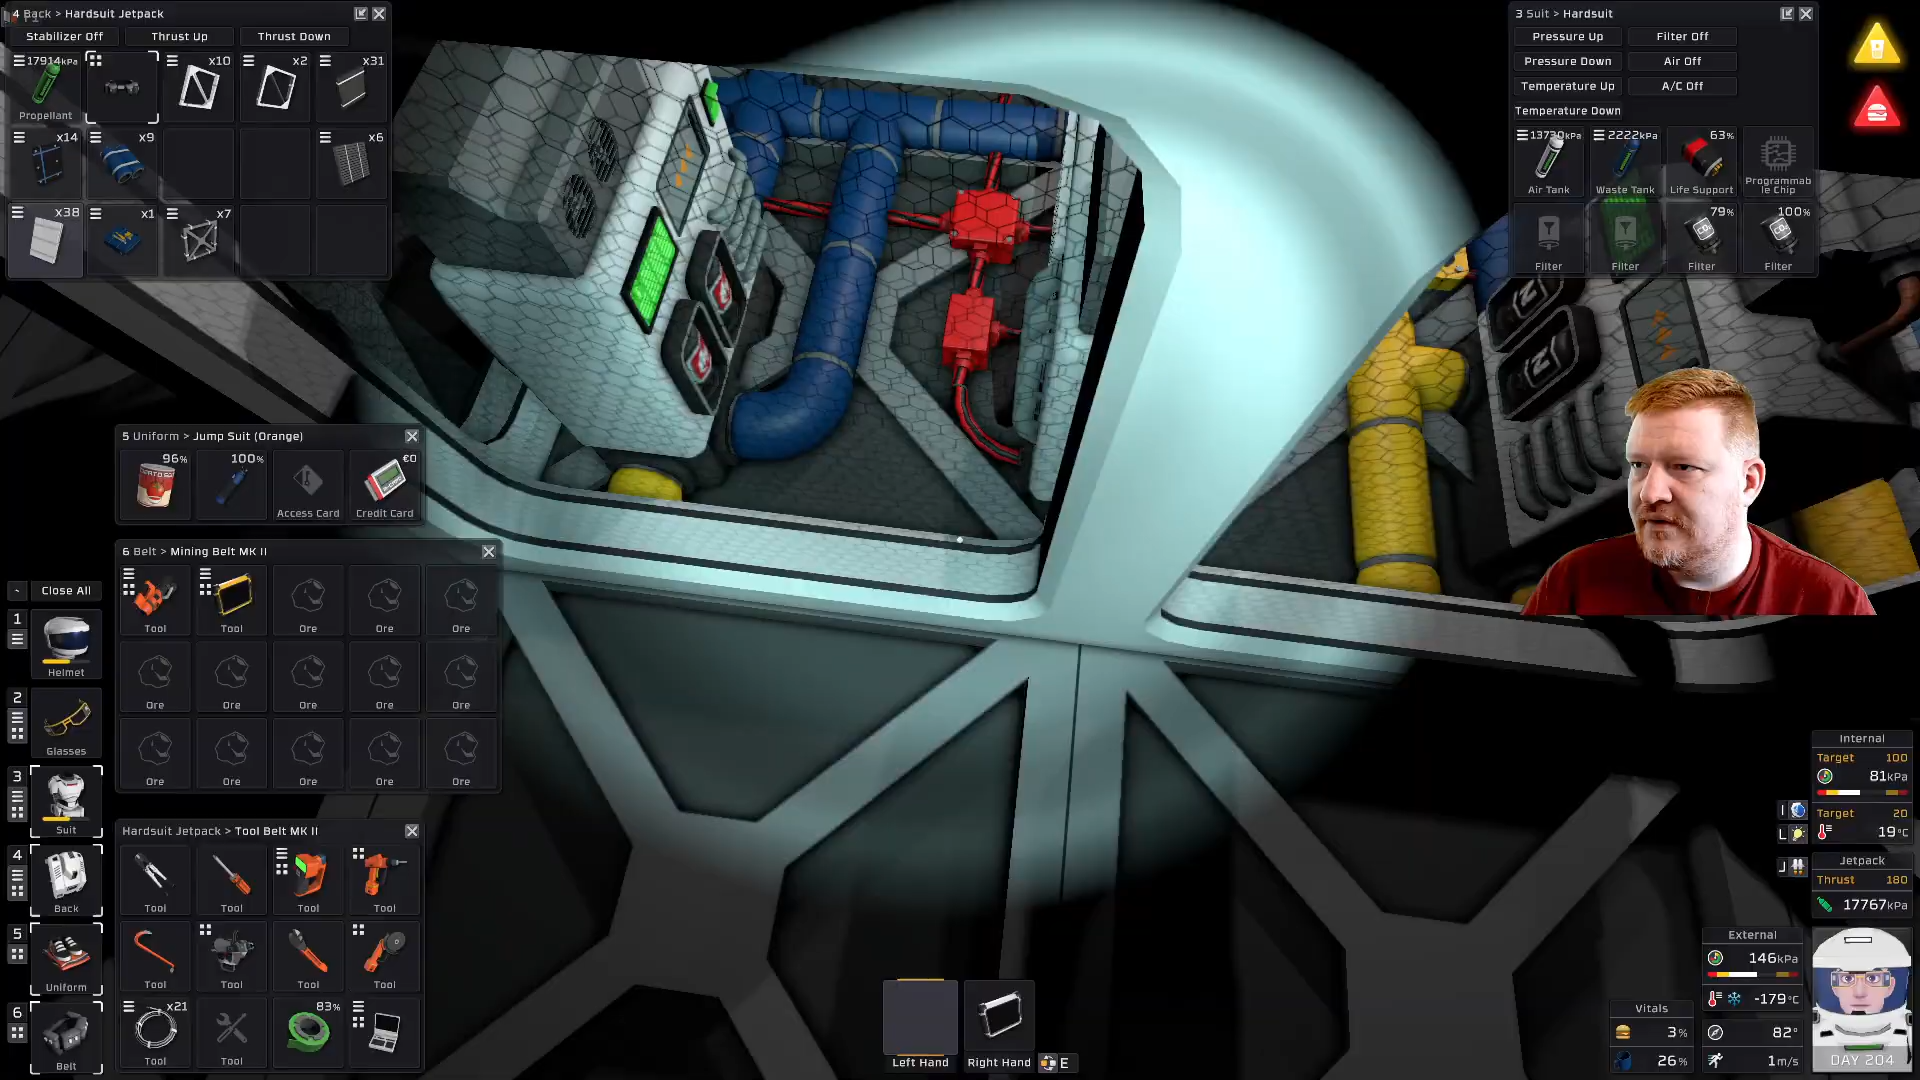 4 Back > Hardsuit Jetpack
Stabilizer Off
Thrust Up
Thrust Down
17914kPa
x10
x2
x31
Propellant
x14
x9
x6
x38
x1
x7
3 Suit > Hardsuit
Pressure Up
Filter Off
Pressure Down
Air Off
Temperature Up
A/C Off
Temperature Down
13730kPa
2222kPa
63%
Air Tank
Waste Tank
Life Support
Programmab
le Chip
79%
100%
Filter
Filter
Filter
Filter
5 Uniform > Jump Suit (Orange)
96%
100%
€0
Access Card
Credit Card
6 Belt > Mining Belt MK II
Tool
Tool
Ore
Ore
Ore
Ore
Ore
Ore
Ore
Ore
Ore
Ore
Ore
Ore
Ore
~
Close All
1
Helmet
2
Glasses
3
Suit
4
Back
5
Uniform
6
Belt
Hardsuit Jetpack > Tool Belt MK II
Tool
Tool
Tool
Tool
Tool
Tool
Tool
Tool
x21
83%
Tool
Tool
Left Hand
Right Hand
E
Internal
Target 100
81kPa
Target 20
19°C
I
L
J
Jetpack
Thrust 180
17767kPa
External
146kPa
-179°C
82°
1m/s
Vitals
3%
26%
DAY 204